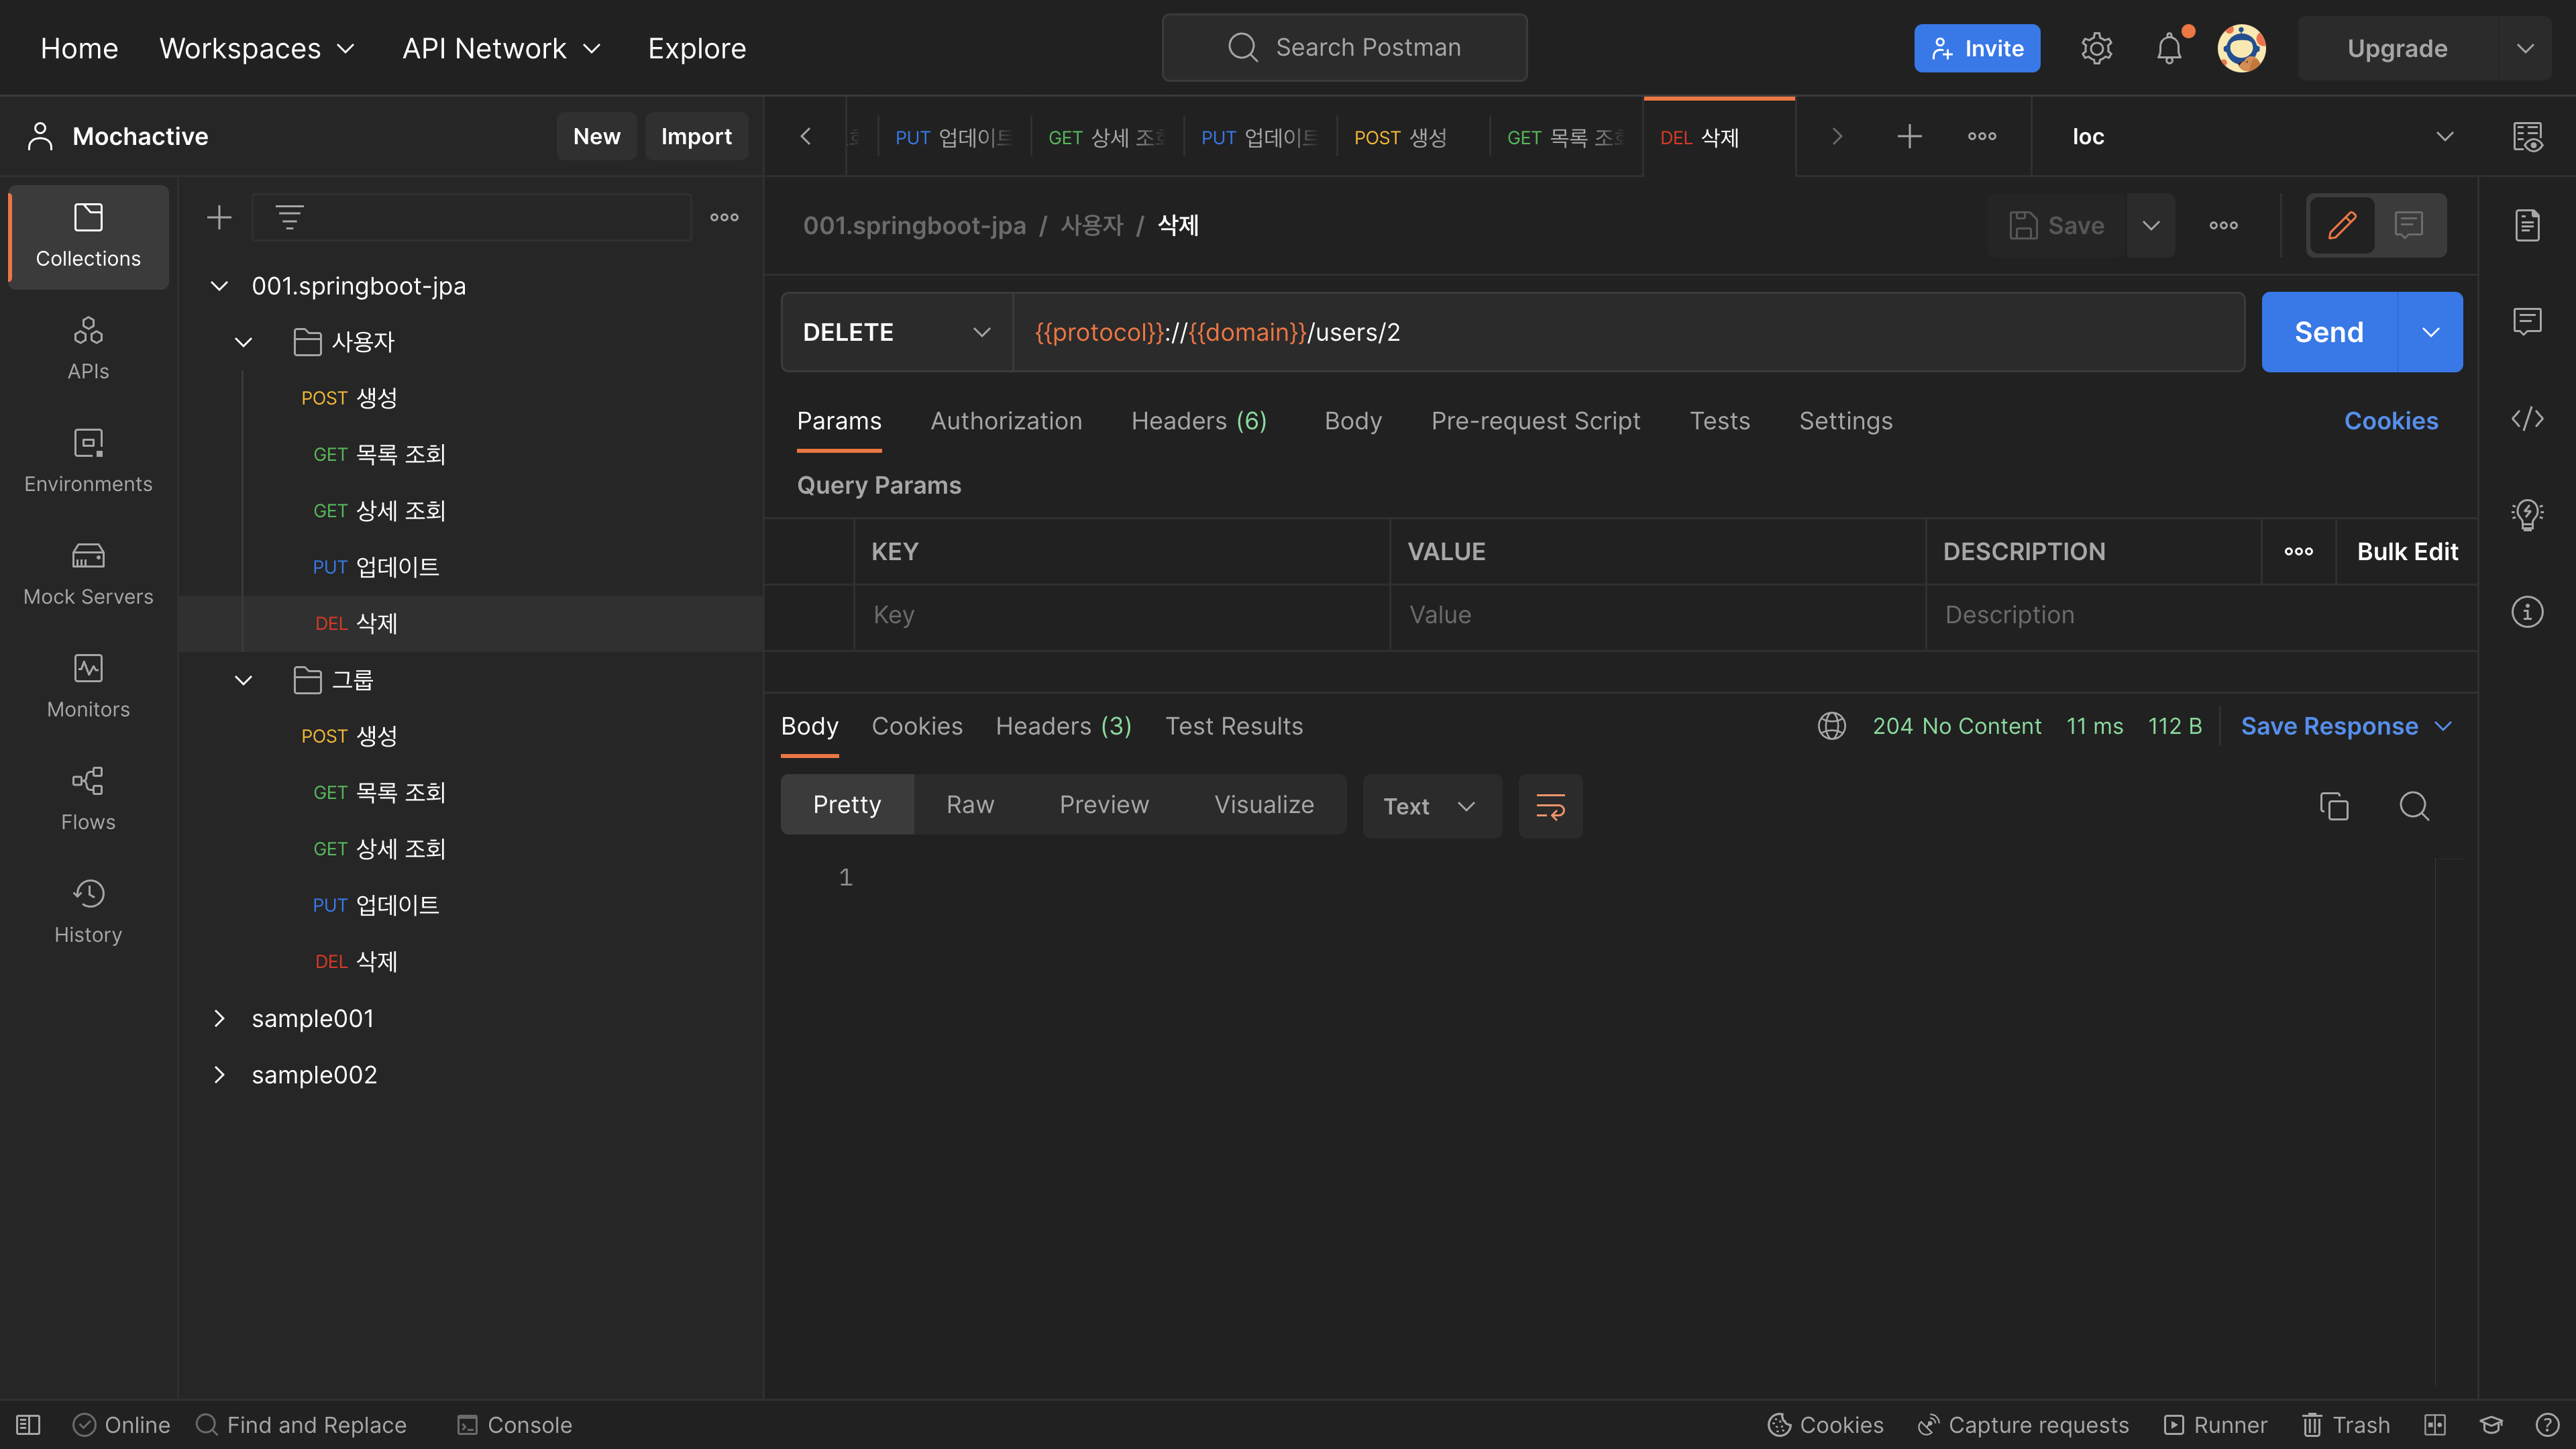 Home Workspaces API Network Explore Search Postman Invite Upgrade
Mochactive New Import
PUT 업데이트 GET 상세 조회 PUT 업데이트 POST 생성 GET 목록 조회 DEL 삭제 loc
Collections
APIs
Environments
Mock Servers
Monitors
Flows
History
001.springboot-jpa
사용자
POST 생성
GET 목록 조회
GET 상세 조회
PUT 업데이트
DEL 삭제
그룹
POST 생성
GET 목록 조회
GET 상세 조회
PUT 업데이트
DEL 삭제
sample001
sample002
001.springboot-jpa / 사용자 / 삭제 Save
DELETE {{protocol}}://{{domain}}/users/2 Send
Params Authorization Headers (6) Body Pre-request Script Tests Settings Cookies
Query Params
KEY VALUE DESCRIPTION Bulk Edit
Key Value Description
Body Cookies Headers (3) Test Results 204 No Content 11 ms 112 B Save Response
Pretty Raw Preview Visualize Text
1
Online Find and Replace Console Cookies Capture requests Runner Trash